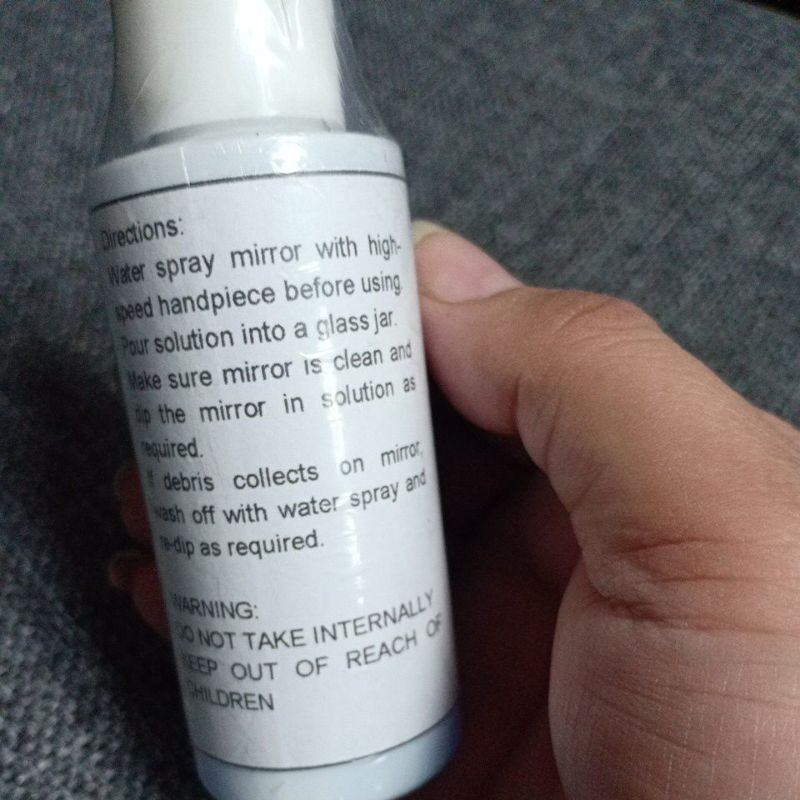 Directions:
Water spray mirror with high-
speed handpiece before using.
Pour solution into a glass jar.
Make sure mirror is clean and
dip the mirror in solution as
required.
If debris collects on mirror,
wash off with water spray and
re-dip as required.
WARNING:
DO NOT TAKE INTERNALLY
KEEP OUT OF REACH OF
CHILDREN